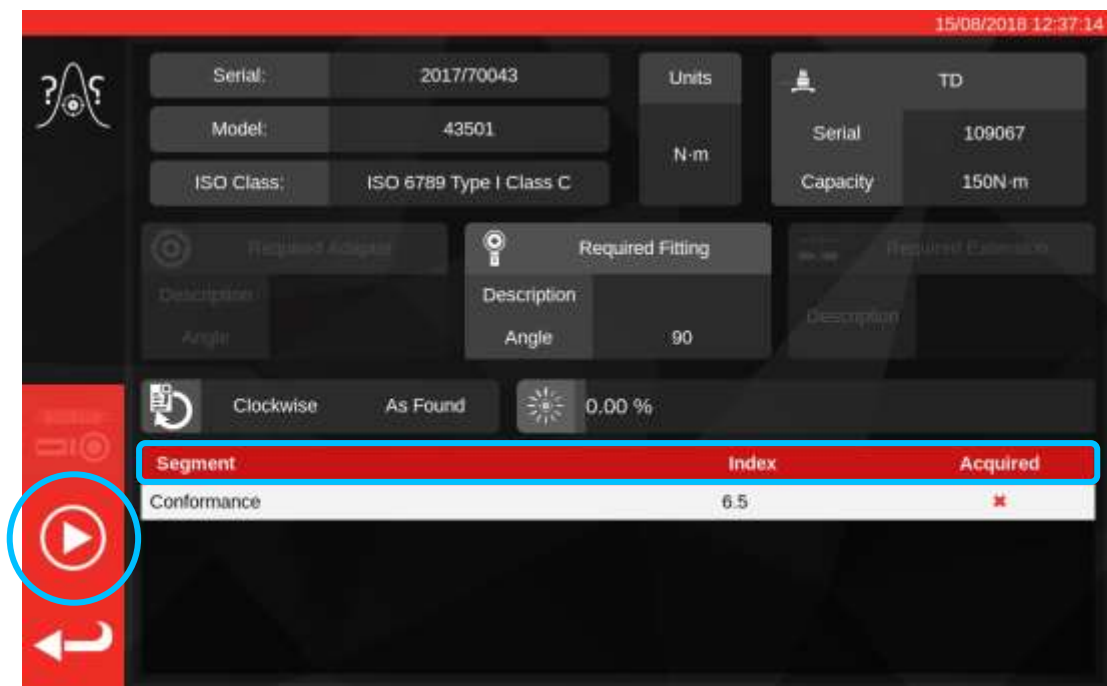 15/08/2018 12:37:14
Serial: 2017/70043
Units
TD
Model: 43501
N·m
Serial 109067
ISO Class: ISO 6789 Type I Class C
Capacity 150N·m
Required Adaptor
Required Fitting
Required Extension
Description
Description
Description
Angle
Angle 90
Clockwise As Found
0.00 %
Segment Index Acquired
Conformance 6.5